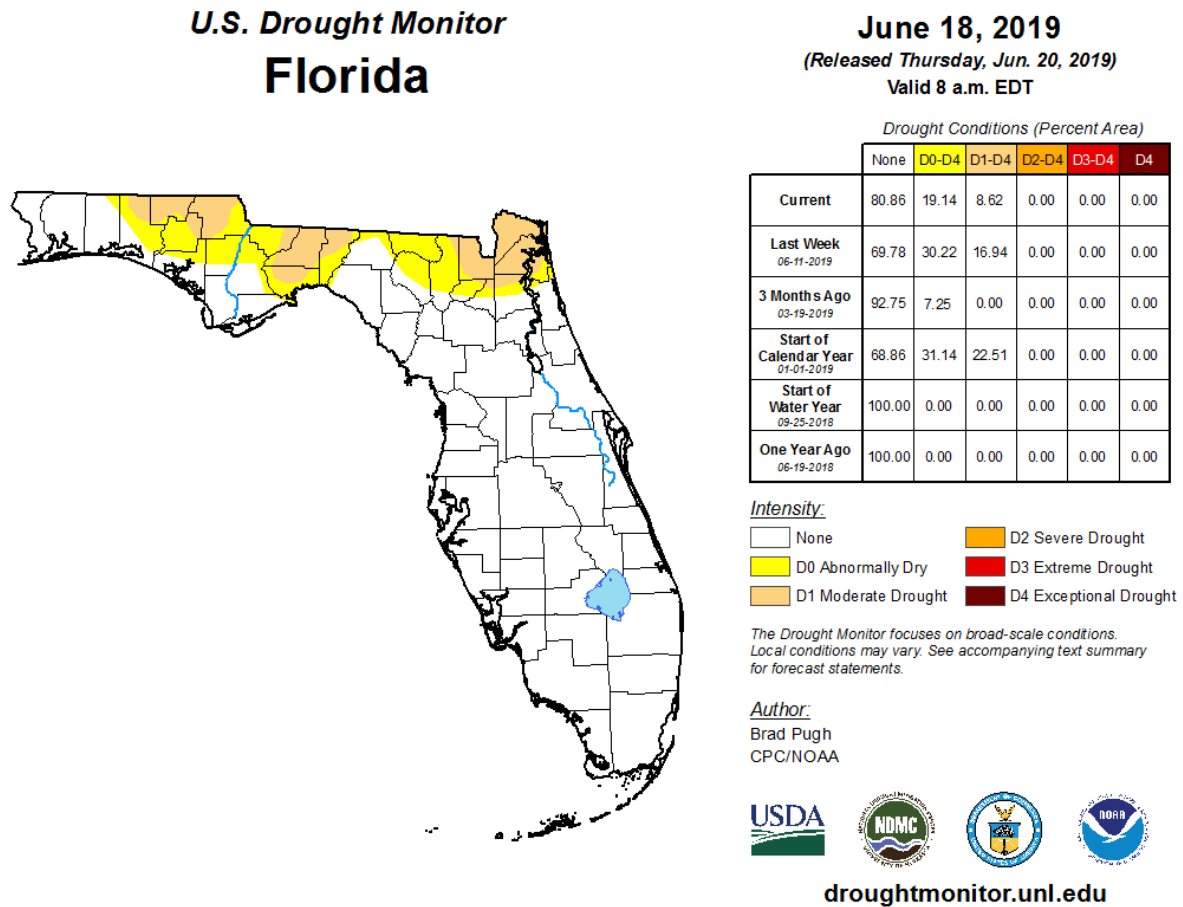 U.S. Drought Monitor
Florida
June 18, 2019
(Released Thursday, Jun. 20, 2019)
Valid 8 a.m. EDT
Drought Conditions (Percent Area)
None D0-D4 D1-D4 D2-D4 D3-D4 D4
Current 80.86 19.14 8.62 0.00 0.00 0.00
Last Week
06-11-2019
69.78 30.22 16.94 0.00 0.00 0.00
3 Months Ago
03-19-2019
92.75 7.25 0.00 0.00 0.00 0.00
Start of
Calendar Year
01-01-2019
68.86 31.14 22.51 0.00 0.00 0.00
Start of
Water Year
09-25-2018
100.00 0.00 0.00 0.00 0.00 0.00
One Year Ago
06-19-2018
100.00 0.00 0.00 0.00 0.00 0.00
Intensity:
None
D0 Abnormally Dry
D1 Moderate Drought
D2 Severe Drought
D3 Extreme Drought
D4 Exceptional Drought
The Drought Monitor focuses on broad-scale conditions.
Local conditions may vary. See accompanying text summary
for forecast statements.
Author:
Brad Pugh
CPC/NOAA
USDA
NDMC
NOAA
droughtmonitor.unl.edu